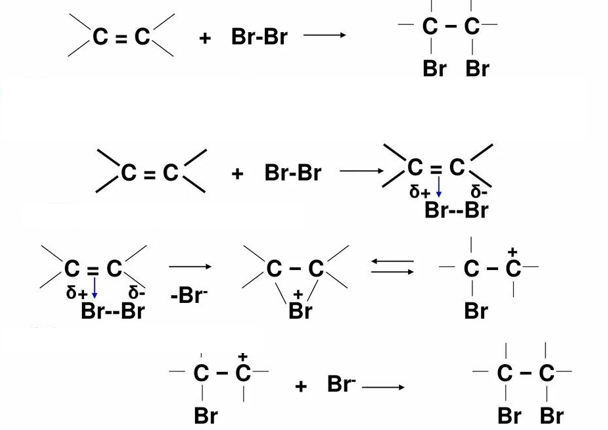 C = C + Br-Br C - C
Br Br
C = C + Br-Br C = C
δ+ δ-
Br--Br
C = C C - C C - C
+
δ+ δ- -Br⁻ +
Br--Br Br Br
+
C - C + Br⁻ C - C
Br Br Br